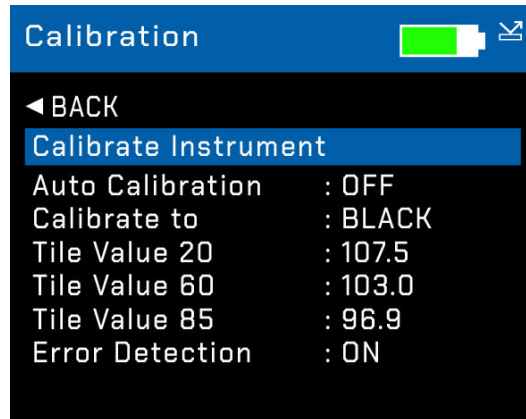 Calibration
◄BACK
Calibrate Instrument
Auto Calibration : OFF
Calibrate to : BLACK
Tile Value 20 : 107.5
Tile Value 60 : 103.0
Tile Value 85 : 96.9
Error Detection : ON